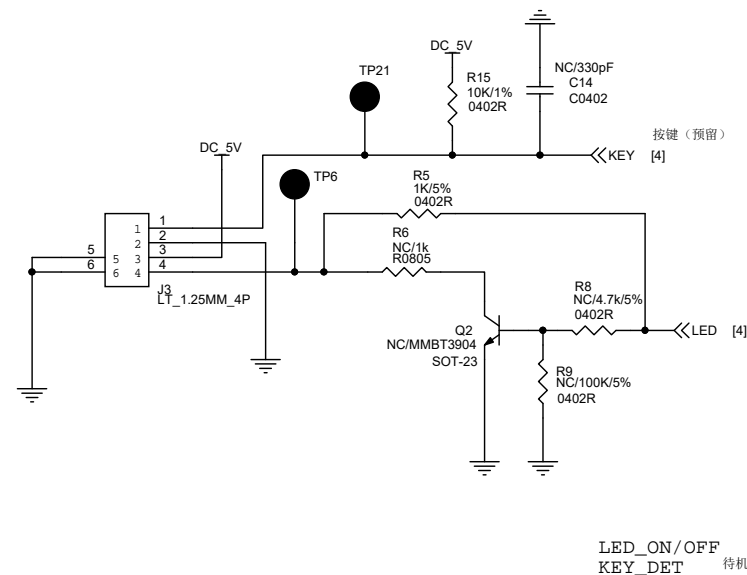 DC_5V
TP21
R15
10K/1%
0402R
NC/330pF
C14
C0402
按键（预留）
KEY [4]
DC_5V
TP6
R5
1K/5%
0402R
1
2
3
4
5
6
1
2
3
4
5
6
J3
LT_1.25MM_4P
R6
NC/1k
R0805
R8
NC/4.7k/5%
0402R
LED [4]
Q2
NC/MMBT3904
SOT-23
R9
NC/100K/5%
0402R
LED_ON/OFF
KEY_DET 待机